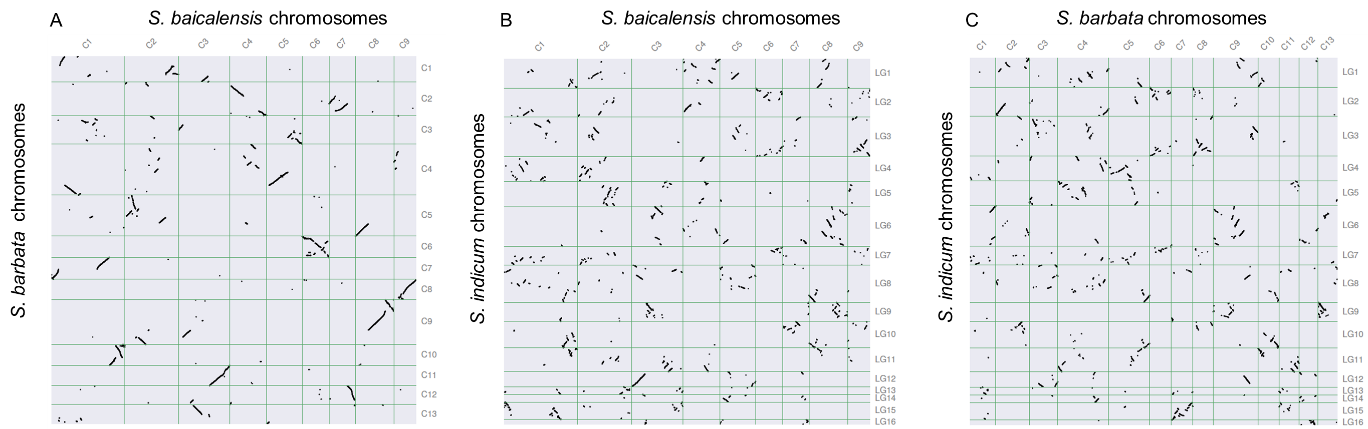 A
S. baicalensis chromosomes
C1 C2 C3 C4 C5 C6 C7 C8 C9
S. barbata chromosomes
C1
C2
C3
C4
C5
C6
C7
C8
C9
C10
C11
C12
C13
B
S. baicalensis chromosomes
C1 C2 C3 C4 C5 C6 C7 C8 C9
S. indicum chromosomes
LG1
LG2
LG3
LG4
LG5
LG6
LG7
LG8
LG9
LG10
LG11
LG12
LG13
LG14
LG15
LG16
C
S. barbata chromosomes
C1 C2 C3 C4 C5 C6 C7 C8 C9 C10 C11 C12 C13
S. indicum chromosomes
LG1
LG2
LG3
LG4
LG5
LG6
LG7
LG8
LG9
LG10
LG11
LG12
LG13
LG14
LG15
LG16